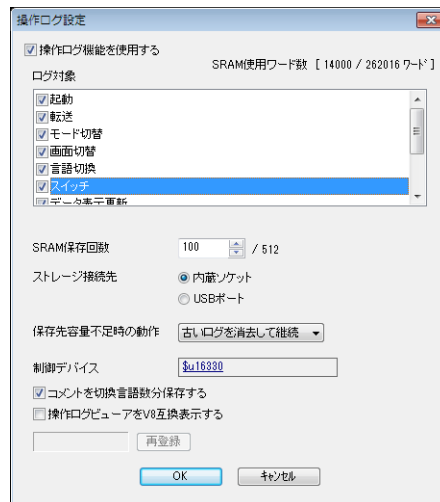 操作ログ設定
操作ログ機能を使用する
SRAM使用ワード数 [ 14000 / 262016 ワード ]
ログ対象
起動
転送
モード切替
画面切替
言語切換
スイッチ
データ表示更新
SRAM保存回数 100 / 512
ストレージ接続先 内蔵ソケット
USBポート
保存先容量不足時の動作 古いログを消去して継続
制御デバイス $u16330
コメントを切換言語数分保存する
操作ログビューアをV8互換表示する
再登録
OK キャンセル